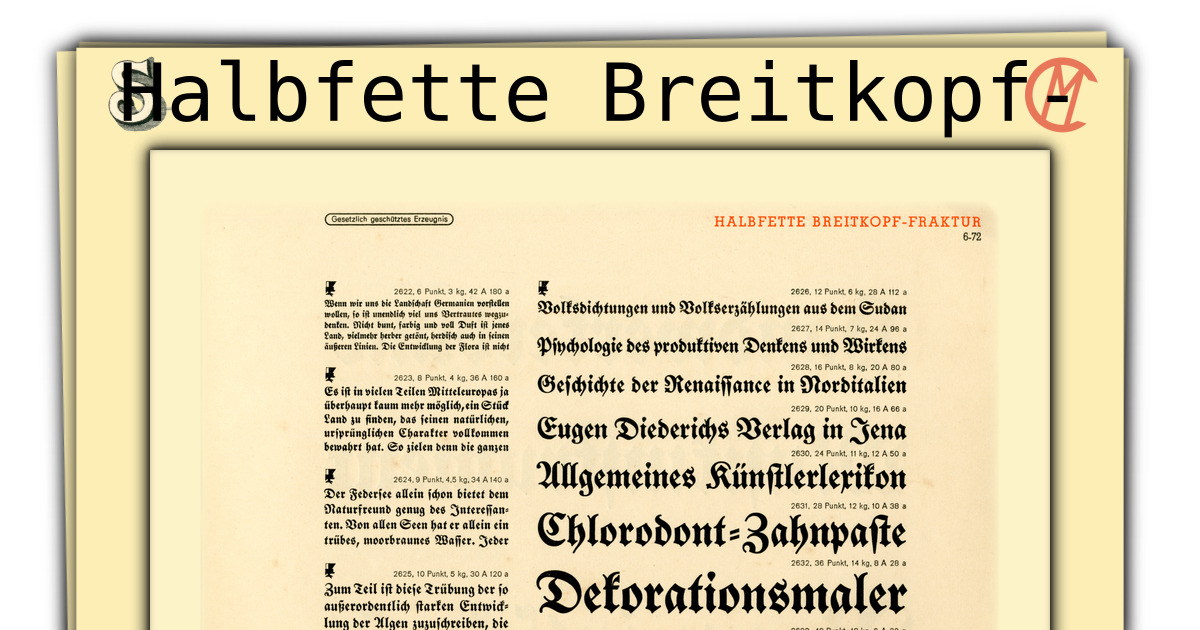 Halbfette Breitkopf-
Gesetzlich geschütztes Erzeugnis
HALBFETTE BREITKOPF-FRAKTUR
6-72
2622, 6 Punkt, 3 kg, 42 A 180 a
Wenn wir uns die Landschaft Germanien vorstellen
wollen, so ist unendlich viel uns Vertrautes wegzu-
denken. Nicht bunt, farbig und voll Duft ist jenes
Land, vielmehr herber getönt, herdisch auch in seinen
äußeren Linien. Die Entwicklung der Flora ist nicht
2623, 8 Punkt, 4 kg, 36 A 160 a
Es ist in vielen Teilen Mitteleuropas ja
überhaupt kaum mehr möglich, ein Stück
Land zu finden, das seinen natürlichen,
ursprünglichen Charakter vollkommen
bewahrt hat. So zielen denn die ganzen
2624, 9 Punkt, 4,5 kg, 34 A 140 a
Der Federsee allein schon bietet dem
Naturfreund genug des Interessan-
ten. Von allen Seen hat er allein ein
trübes, moorbraunes Wasser. Jeder
2625, 10 Punkt, 5 kg, 30 A 120 a
Zum Teil ist diese Trübung der so
außerordentlich starken Entwick-
lung der Algen zuzuschreiben, die
2626, 12 Punkt, 6 kg, 28 A 112 a
Volksdichtungen und Volkserzählungen aus dem Sudan
2627, 14 Punkt, 7 kg, 24 A 96 a
Psychologie des produktiven Denkens und Wirkens
2628, 16 Punkt, 8 kg, 20 A 80 a
Geschichte der Renaissance in Norditalien
2629, 20 Punkt, 10 kg, 16 A 66 a
Eugen Diederichs Verlag in Jena
2630, 24 Punkt, 11 kg, 12 A 50 a
Allgemeines Künstlerlexikon
2631, 28 Punkt, 12 kg, 10 A 38 a
Chlorodont-Zahnpaste
2632, 36 Punkt, 14 kg, 8 A 28 a
Dekorationsmaler